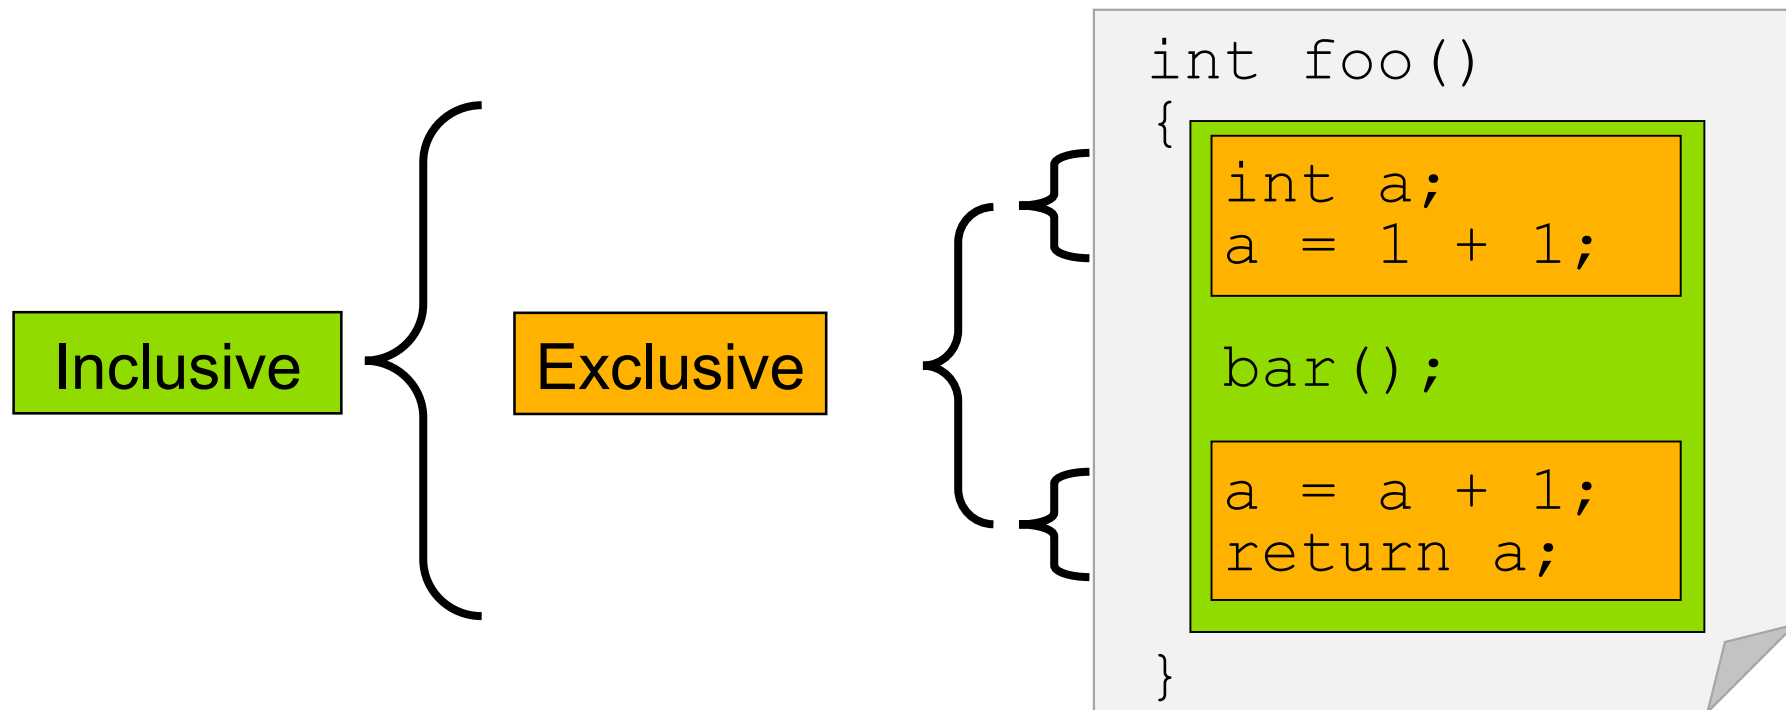 Inclusive
Exclusive
int foo()
{
int a;
a = 1 + 1;
bar();
a = a + 1;
return a;
}